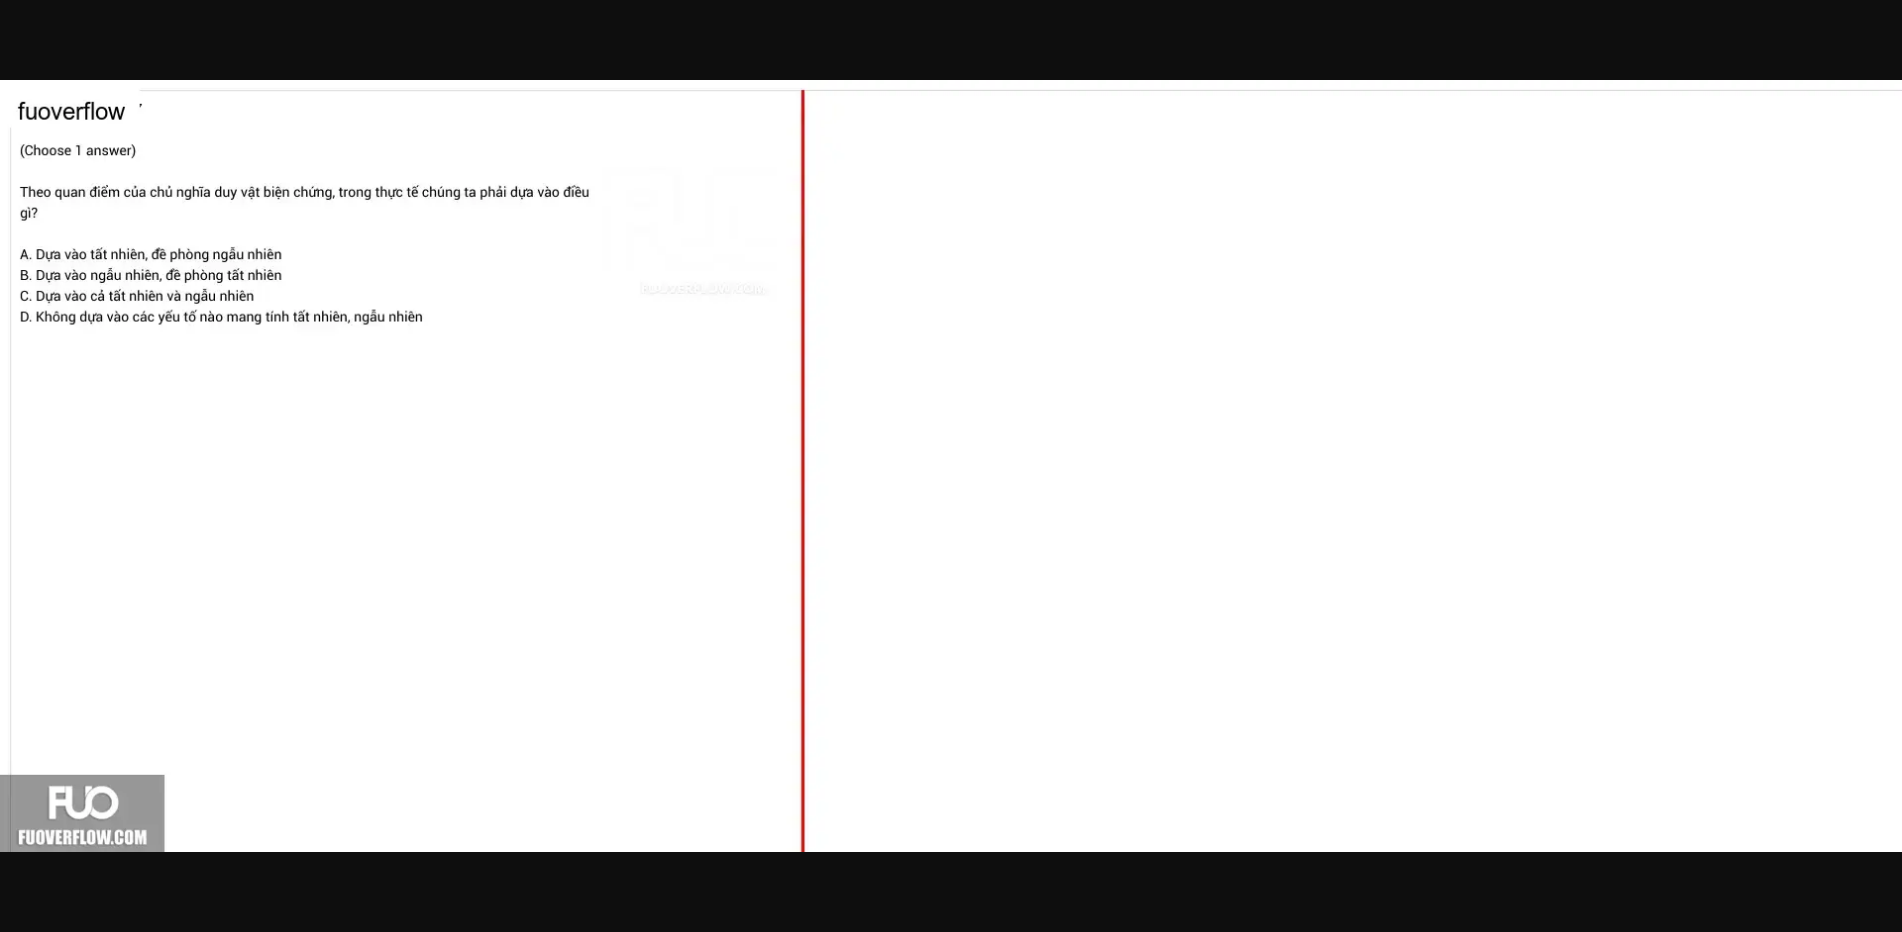 fuoverflow
(Choose 1 answer)
Theo quan điểm của chủ nghĩa duy vật biện chứng, trong thực tế chúng ta phải dựa vào điều
gì?
A. Dựa vào tất nhiên, đề phòng ngẫu nhiên
B. Dựa vào ngẫu nhiên, đề phòng tất nhiên
C. Dựa vào cả tất nhiên và ngẫu nhiên
D. Không dựa vào các yếu tố nào mang tính tất nhiên, ngẫu nhiên
FUOVERFLOW.COM
FUO
FUOVERFLOW.COM